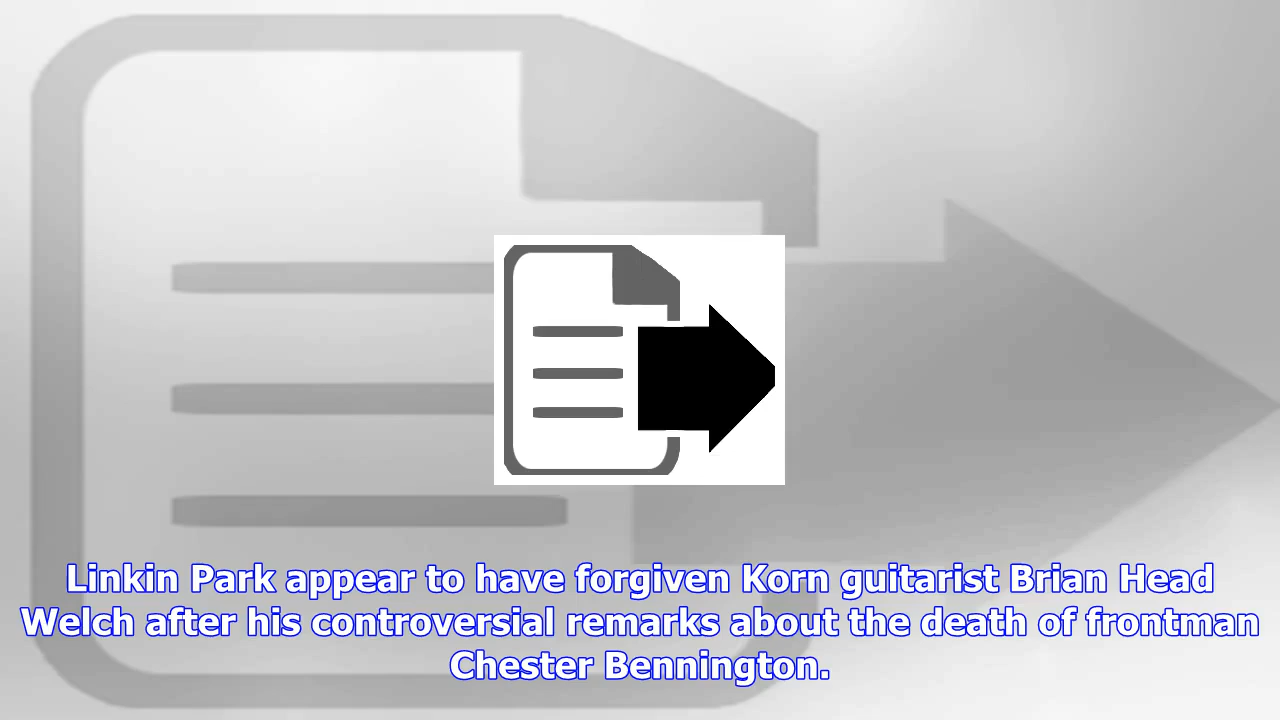 Linkin Park appear to have forgiven Korn guitarist Brian Head
Welch after his controversial remarks about the death of frontman
Chester Bennington.